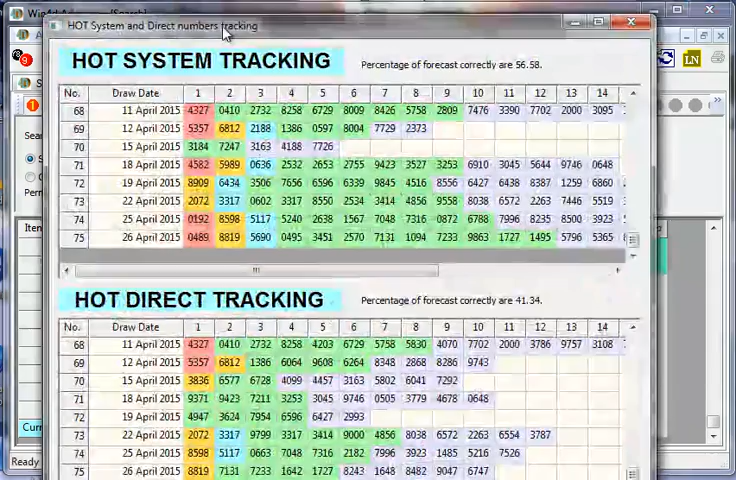 HOT System and Direct numbers tracking
HOT SYSTEM TRACKING
Percentage of forecast correctly are 56.58.
No. Draw Date 1 2 3 4 5 6 7 8 9 10 11 12 13 14
68 11 April 2015 4327 0410 2732 8258 6729 8009 8426 5758 2809 7476 3390 7702 2000 3095
69 12 April 2015 5357 6812 2188 1386 0597 8004 7729 2373
70 15 April 2015 3184 7247 3163 4188 7726
71 18 April 2015 4582 5989 0636 2532 2653 2755 9423 3527 3253 6910 3045 5644 9746 0648
72 19 April 2015 8909 6434 3506 7656 6596 6339 9845 4516 8556 6427 6438 8387 1259 6860
73 22 April 2015 2072 3317 0602 3317 8550 2534 3414 4856 9558 8038 6572 2263 7446 5519
74 25 April 2015 0192 8598 5117 5240 2638 1567 7048 7316 0872 6788 7996 8235 8500 3923
75 26 April 2015 0489 8819 5690 0495 3451 2570 7131 1094 7233 9863 1727 1495 5796 5365
HOT DIRECT TRACKING
Percentage of forecast correctly are 41.34.
No. Draw Date 1 2 3 4 5 6 7 8 9 10 11 12 13 14
68 11 April 2015 4327 0410 2732 8258 4203 6729 5758 5830 4070 7702 2000 3786 9757 3108
69 12 April 2015 5357 6812 1386 6064 9608 6264 8348 2868 8286 9743
70 15 April 2015 3836 6577 6728 4099 4457 3163 5802 6041 7292
71 18 April 2015 9371 9423 7211 3253 3045 9746 0505 3779 4678 0648
72 19 April 2015 4947 3624 7954 6596 6427 2993
73 22 April 2015 2072 3317 9799 3317 3414 9000 4856 8038 6572 2263 6554 3787
74 25 April 2015 8598 5117 0663 7048 7316 2182 7996 3923 1485 5216 7526
75 26 April 2015 8819 7131 7233 1642 1727 8243 1648 8482 9047 6747
Ready
LN
9